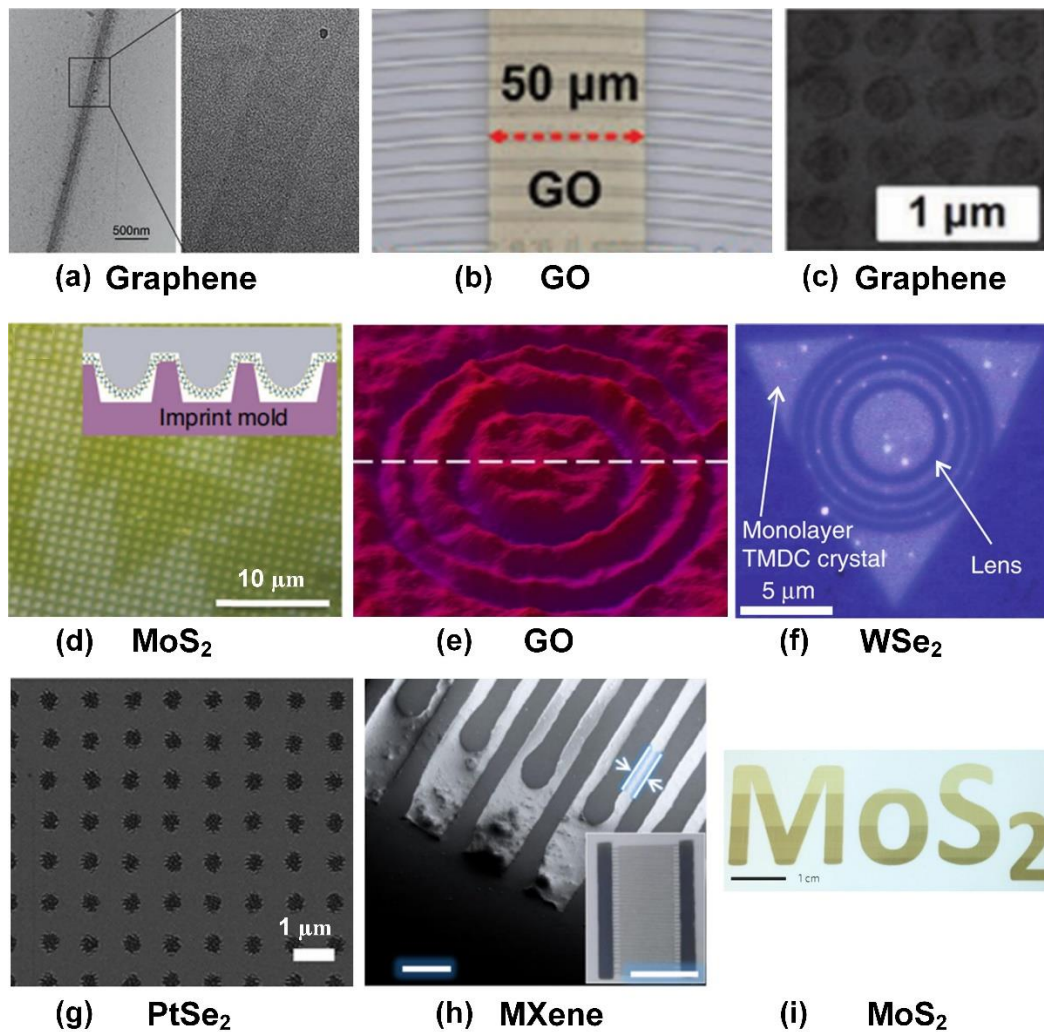 500nm
(a) Graphene
50 µm
GO
(b) GO
1 µm
(c) Graphene
Imprint mold
10 µm
(d) MoS₂
(e) GO
Monolayer
TMDC crystal
Lens
5 µm
(f) WSe₂
1 µm
(g) PtSe₂
(h) MXene
MoS₂
1 cm
(i) MoS₂